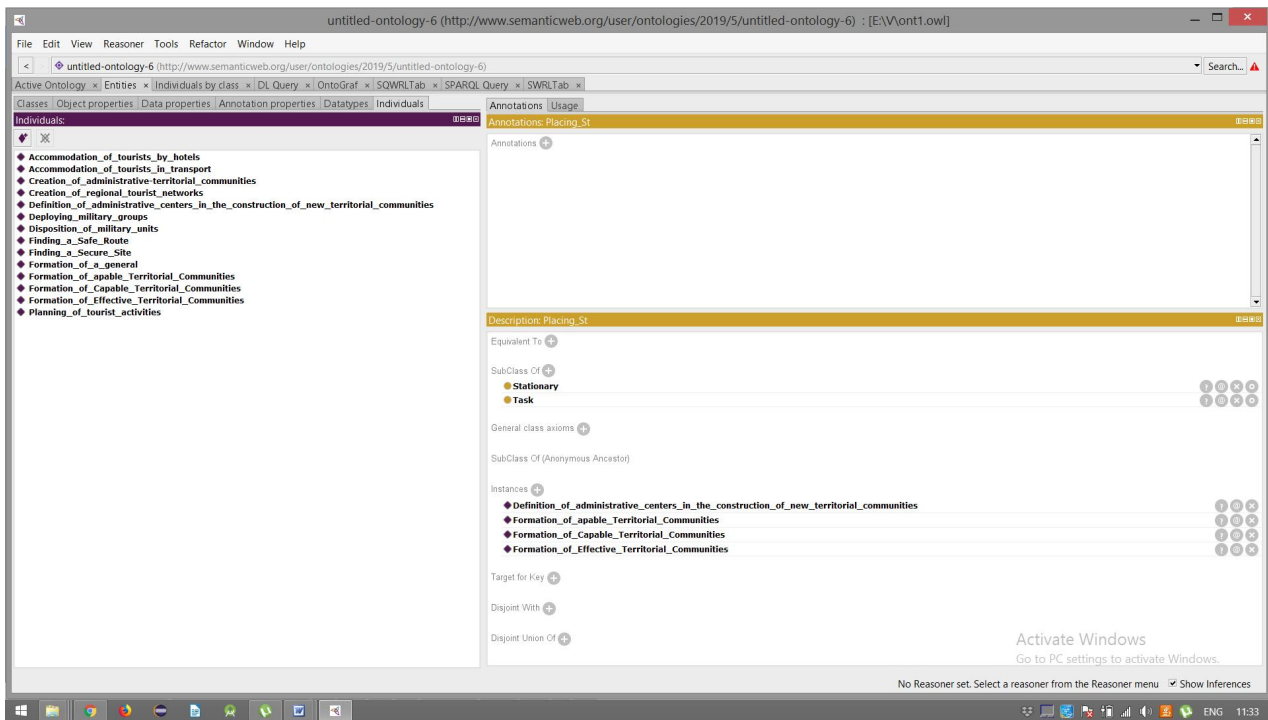 untitled-ontology-6 (http://www.semanticweb.org/user/ontologies/2019/5/untitled-ontology-6) : [E:\V\ont1.owl]
File Edit View Reasoner Tools Refactor Window Help
< untitled-ontology-6 (http://www.semanticweb.org/user/ontologies/2019/5/untitled-ontology-6) Search...
Active Ontology × Entities × Individuals by class × DL Query × OntoGraf × SQWRLTab × SPARQL Query × SWRLTab ×
Classes Object properties Data properties Annotation properties Datatypes Individuals
Individuals:
Accommodation_of_tourists_by_hotels
Accommodation_of_tourists_in_transport
Creation_of_administrative-territorial_communities
Creation_of_regional_tourist_networks
Definition_of_administrative_centers_in_the_construction_of_new_territorial_communities
Deploying_military_groups
Disposition_of_military_units
Finding_a_Safe_Route
Finding_a_Secure_Site
Formation_of_a_general
Formation_of_apable_Territorial_Communities
Formation_of_Capable_Territorial_Communities
Formation_of_Effective_Territorial_Communities
Planning_of_tourist_activities
Annotations Usage
Annotations: Placing_St
Annotations
Description: Placing_St
Equivalent To
SubClass Of
Stationary
Task
General class axioms
SubClass Of (Anonymous Ancestor)
Instances
Definition_of_administrative_centers_in_the_construction_of_new_territorial_communities
Formation_of_apable_Territorial_Communities
Formation_of_Capable_Territorial_Communities
Formation_of_Effective_Territorial_Communities
Target for Key
Disjoint With
Disjoint Union Of
Activate Windows
Go to PC settings to activate Windows.
No Reasoner set. Select a reasoner from the Reasoner menu Show Inferences
ENG 11:33